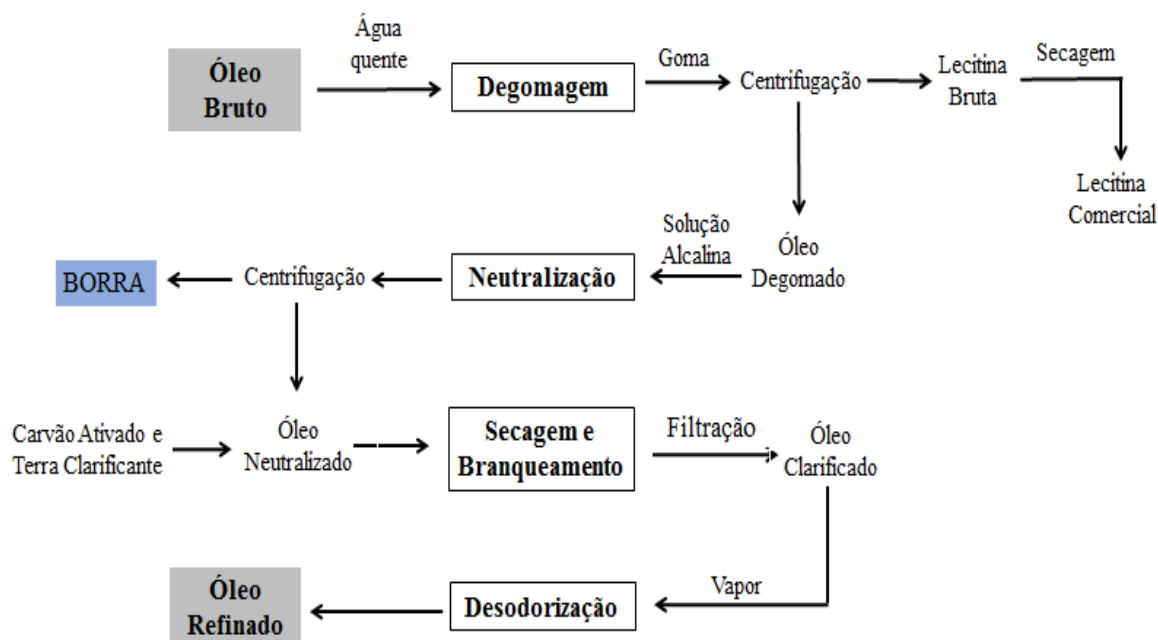 Água
quente
Óleo
Bruto
Degomagem
Goma
Centrifugação
Lecitina
Bruta
Secagem
Lecitina
Comercial
Óleo
Degomado
Solução
Alcalina
Neutralização
Centrifugação
BORRA
Carvão Ativado e
Terra Clarificante
Óleo
Neutralizado
Secagem e
Branqueamento
Filtração
Óleo
Clarificado
Vapor
Desodorização
Óleo
Refinado